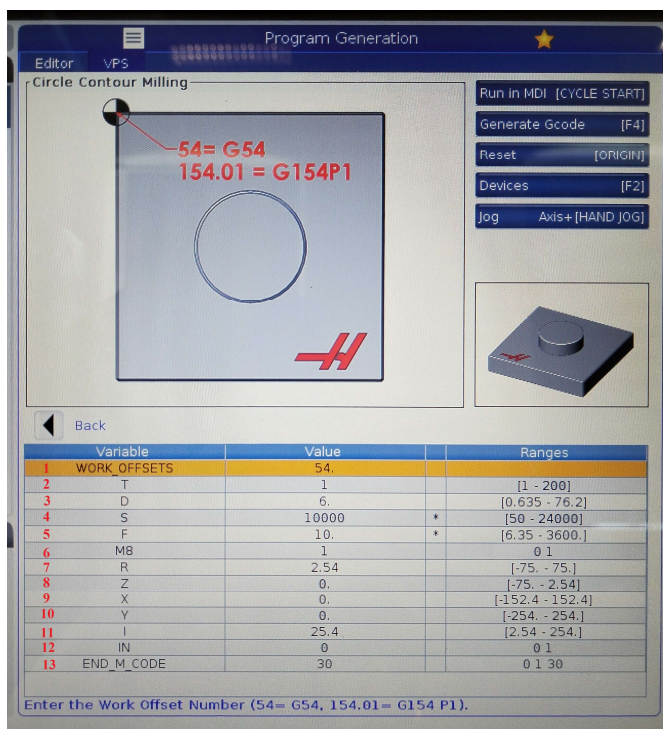 Program Generation
Editor VPS
Circle Contour Milling
54= G54
154.01 = G154P1
Run in MDI [CYCLE START]
Generate Gcode [F4]
Reset [ORIGIN]
Devices [F2]
Jog Axis+[HAND JOG]
Back
Variable Value Ranges
1 WORK_OFFSETS 54.
2 T 1 [1 - 200]
3 D 6. [0.635 - 76.2]
4 S 10000 * [50 - 24000]
5 F 10. * [6.35 - 3600.]
6 M8 1 0 1
7 R 2.54 [-75. - 75.]
8 Z 0. [-75. - 2.54]
9 X 0. [-152.4 - 152.4]
10 Y 0. [-254. - 254.]
11 I 25.4 [2.54 - 254.]
12 IN 0 0 1
13 END_M_CODE 30 0 1 30
Enter the Work Offset Number (54= G54, 154.01= G154 P1).